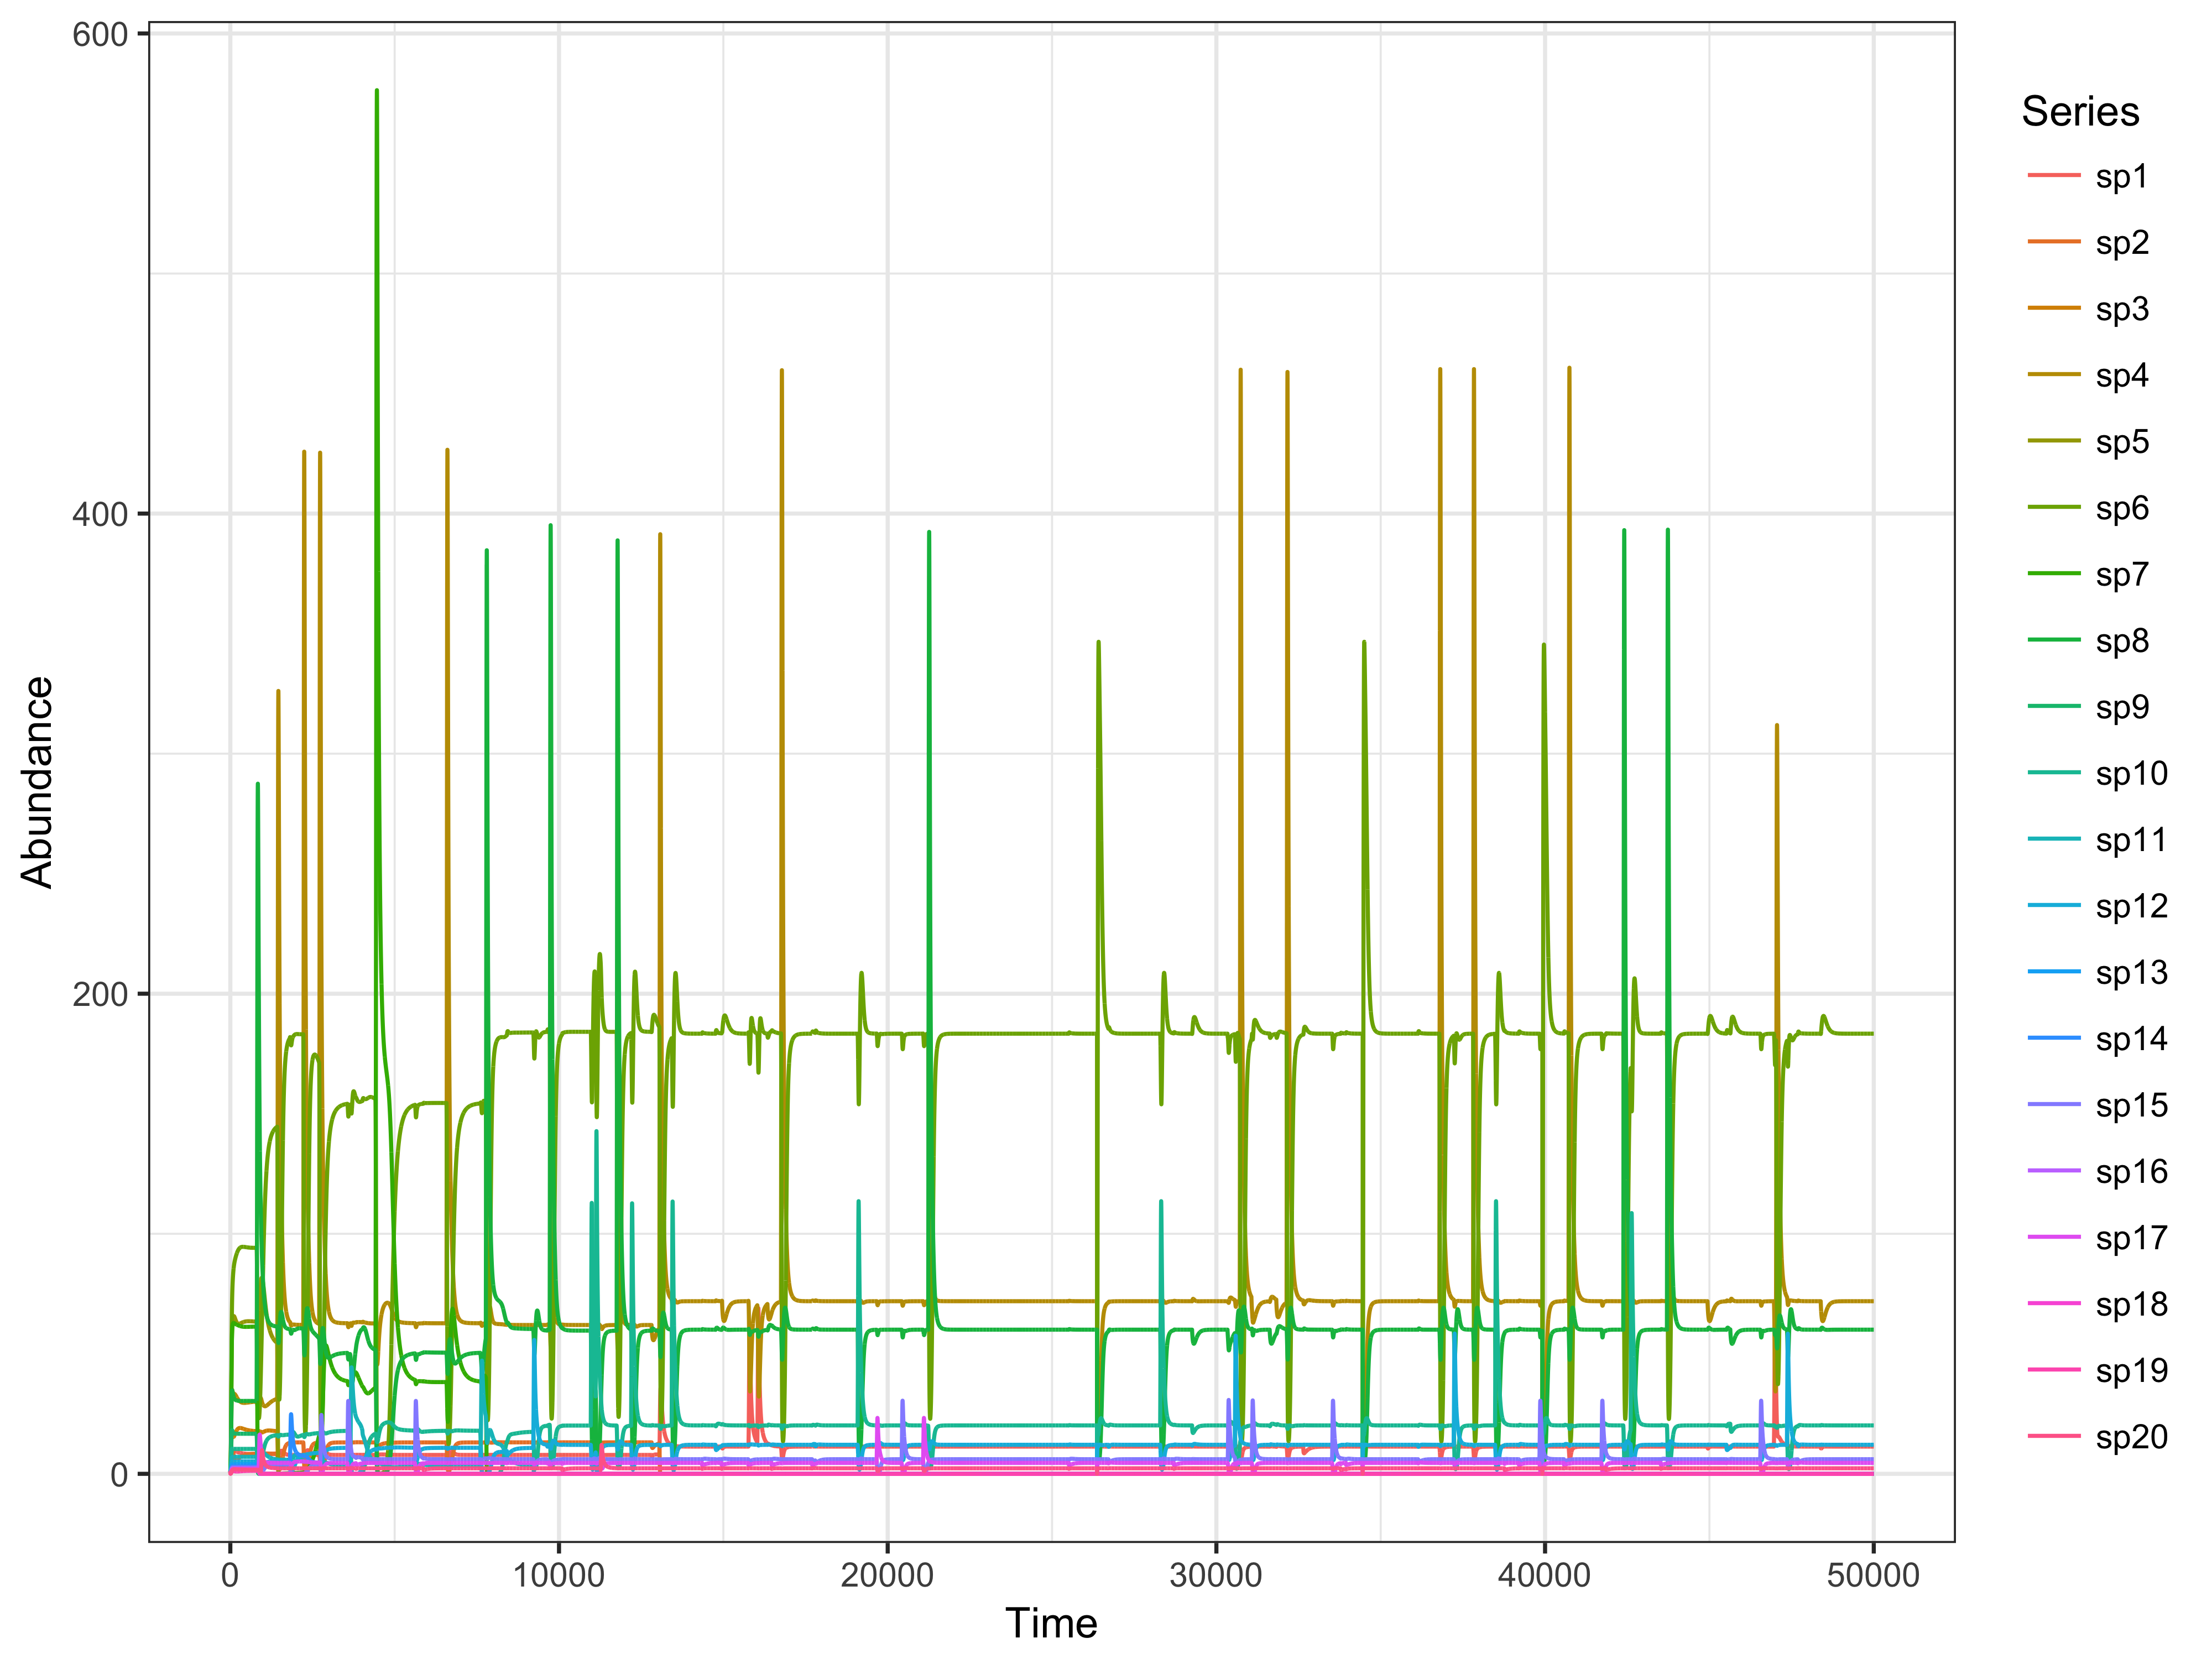 600
400
200
0
Abundance
0 10000 20000 30000 40000 50000
Time
Series
sp1
sp2
sp3
sp4
sp5
sp6
sp7
sp8
sp9
sp10
sp11
sp12
sp13
sp14
sp15
sp16
sp17
sp18
sp19
sp20